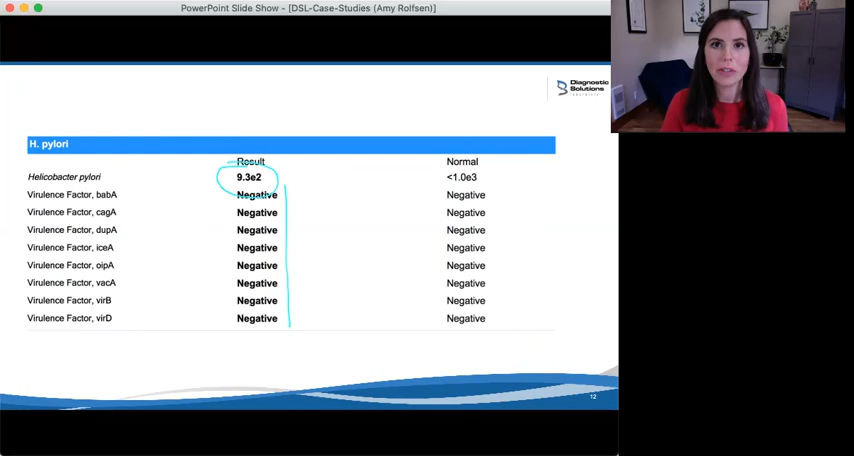 PowerPoint Slide Show - [DSL-Case-Studies (Amy Rolfsen)]
Diagnostic
Solutions
H. pylori
Result Normal
Helicobacter pylori 9.3e2 <1.0e3
Virulence Factor, babA Negative Negative
Virulence Factor, cagA Negative Negative
Virulence Factor, dupA Negative Negative
Virulence Factor, iceA Negative Negative
Virulence Factor, oipA Negative Negative
Virulence Factor, vacA Negative Negative
Virulence Factor, virB Negative Negative
Virulence Factor, virD Negative Negative
12